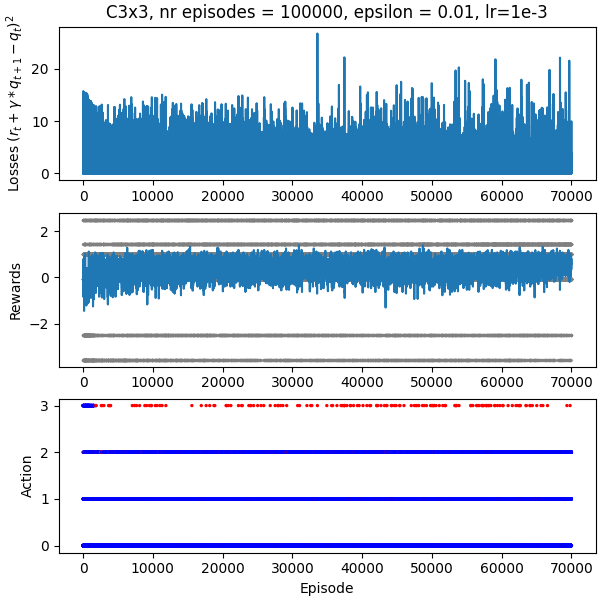 C3x3, nr episodes = 100000, epsilon = 0.01, lr=1e-3
Losses (r_t + γ * q_{t+1} − q_t)^2
20
10
0
0 10000 20000 30000 40000 50000 60000 70000
Rewards
2
0
−2
0 10000 20000 30000 40000 50000 60000 70000
Action
3
2
1
0
0 10000 20000 30000 40000 50000 60000 70000
Episode